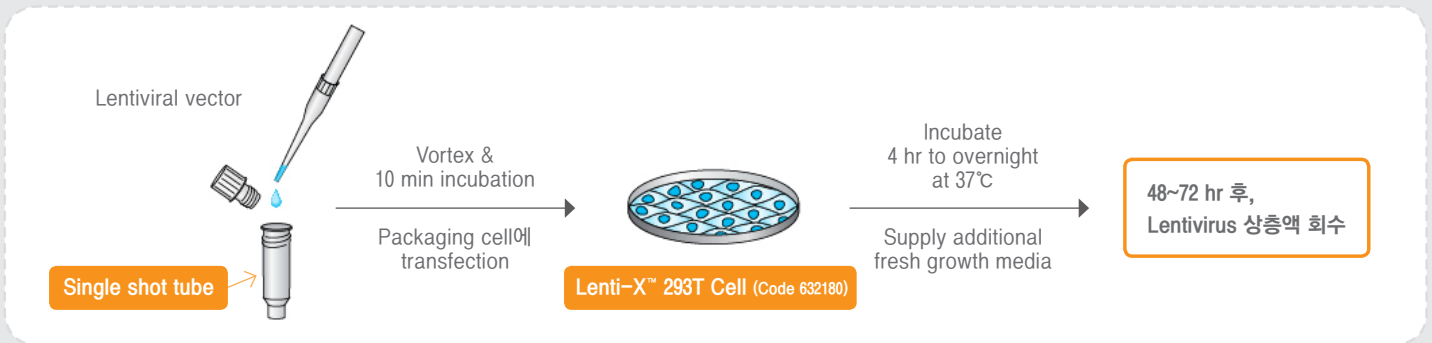 Lentiviral vector
Single shot tube
Vortex &
10 min incubation
Packaging cell에
transfection
Lenti-X™ 293T Cell (Code 632180)
Incubate
4 hr to overnight
at 37℃
Supply additional
fresh growth media
48~72 hr 후,
Lentivirus 상층액 회수